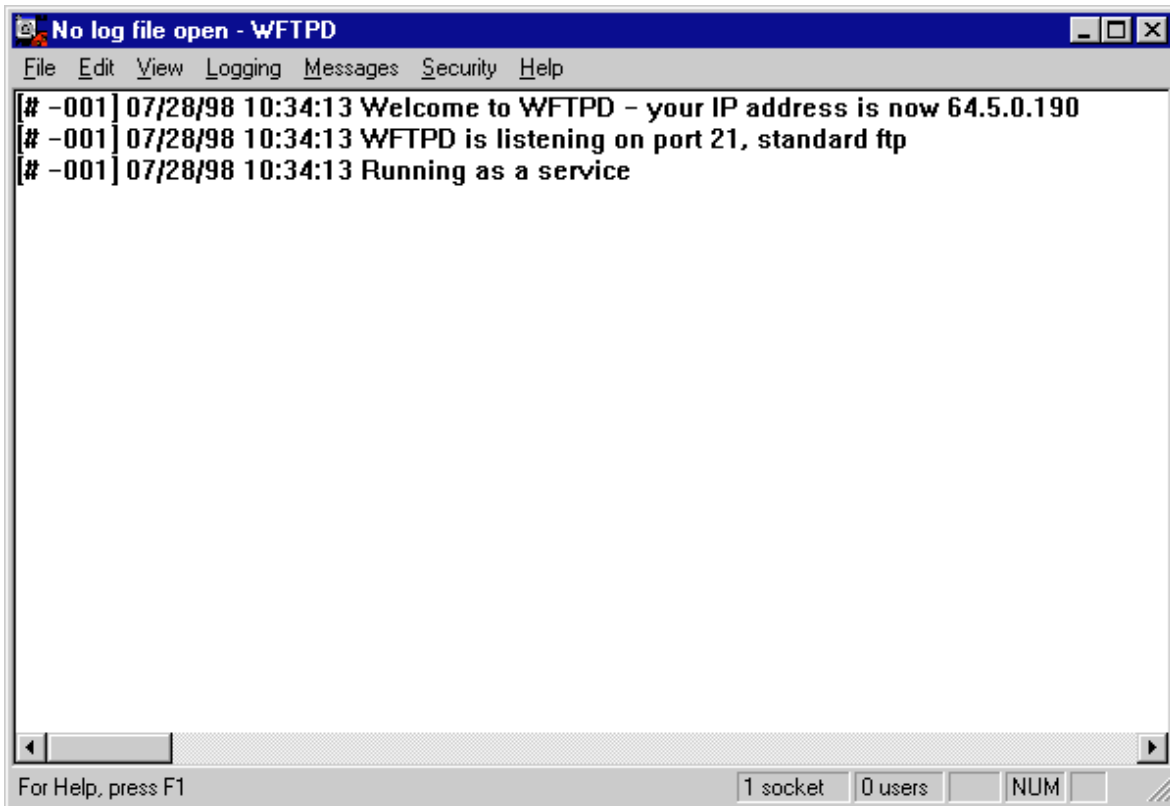 No log file open - WFTPD
File Edit View Logging Messages Security Help
[# -001] 07/28/98 10:34:13 Welcome to WFTPD - your IP address is now 64.5.0.190
[# -001] 07/28/98 10:34:13 WFTPD is listening on port 21, standard ftp
[# -001] 07/28/98 10:34:13 Running as a service
For Help, press F1 1 socket 0 users NUM